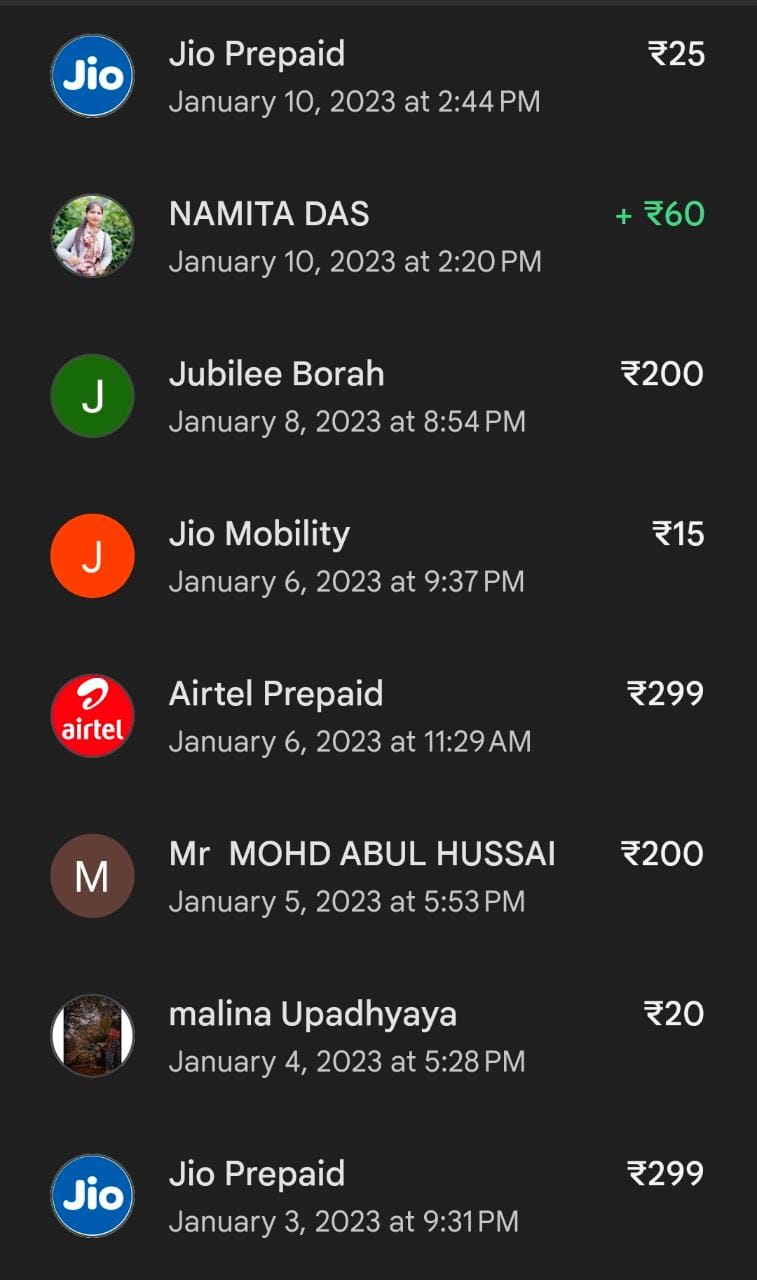 Jio
Jio Prepaid
₹25
January 10, 2023 at 2:44 PM
NAMITA DAS
+ ₹60
January 10, 2023 at 2:20 PM
J
Jubilee Borah
₹200
January 8, 2023 at 8:54 PM
J
Jio Mobility
₹15
January 6, 2023 at 9:37 PM
airtel
Airtel Prepaid
₹299
January 6, 2023 at 11:29 AM
M
Mr  MOHD ABUL HUSSAI
₹200
January 5, 2023 at 5:53 PM
malina Upadhyaya
₹20
January 4, 2023 at 5:28 PM
Jio
Jio Prepaid
₹299
January 3, 2023 at 9:31 PM